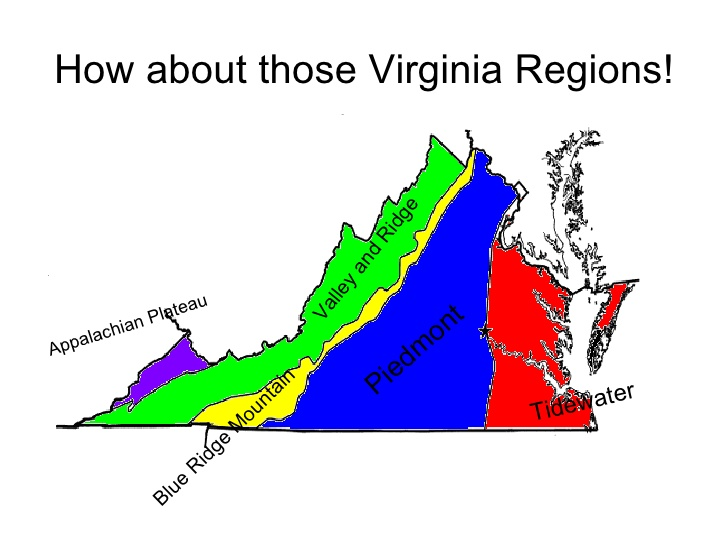 How about those Virginia Regions!
Valley and Ridge
Appalachian Plateau
Piedmont
Tidewater
Blue Ridge Mountain